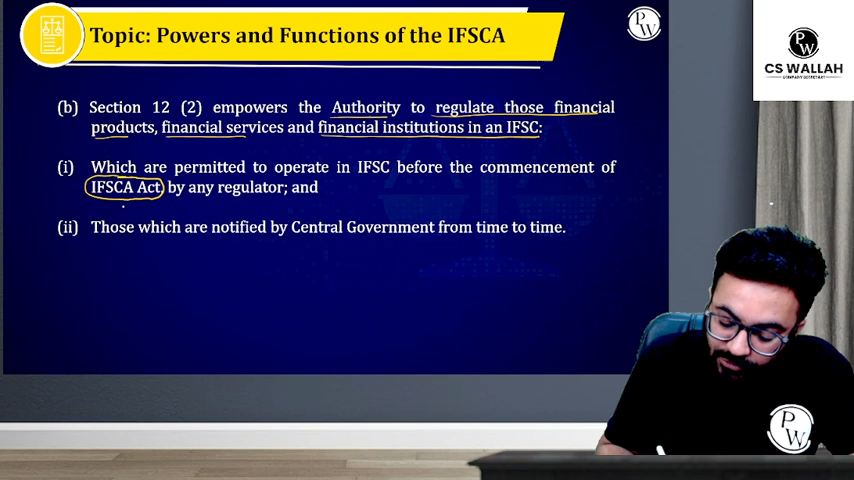 Topic: Powers and Functions of the IFSCA
P
W
P
W
CS WALLAH
COMPANY SECRETARY
(b) Section 12 (2) empowers the Authority to regulate those financial
products, financial services and financial institutions in an IFSC:
(i) Which are permitted to operate in IFSC before the commencement of
IFSCA Act by any regulator; and
(ii) Those which are notified by Central Government from time to time.
P
W